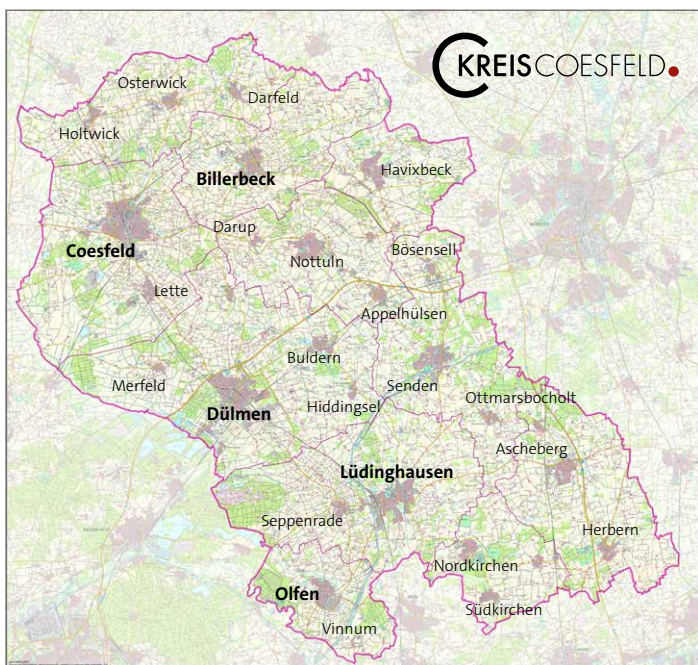 KREISCOESFELD.
Osterwick
Darfeld
Holtwick
Havixbeck
Billerbeck
Darup
Coesfeld
Bösensell
Nottuln
Lette
Appelhülsen
Buldern
Merfeld
Senden
Ottmarsbocholt
Hiddingsel
Dülmen
Ascheberg
Lüdinghausen
Seppenrade
Herbern
Nordkirchen
Olfen
Südkirchen
Vinnum